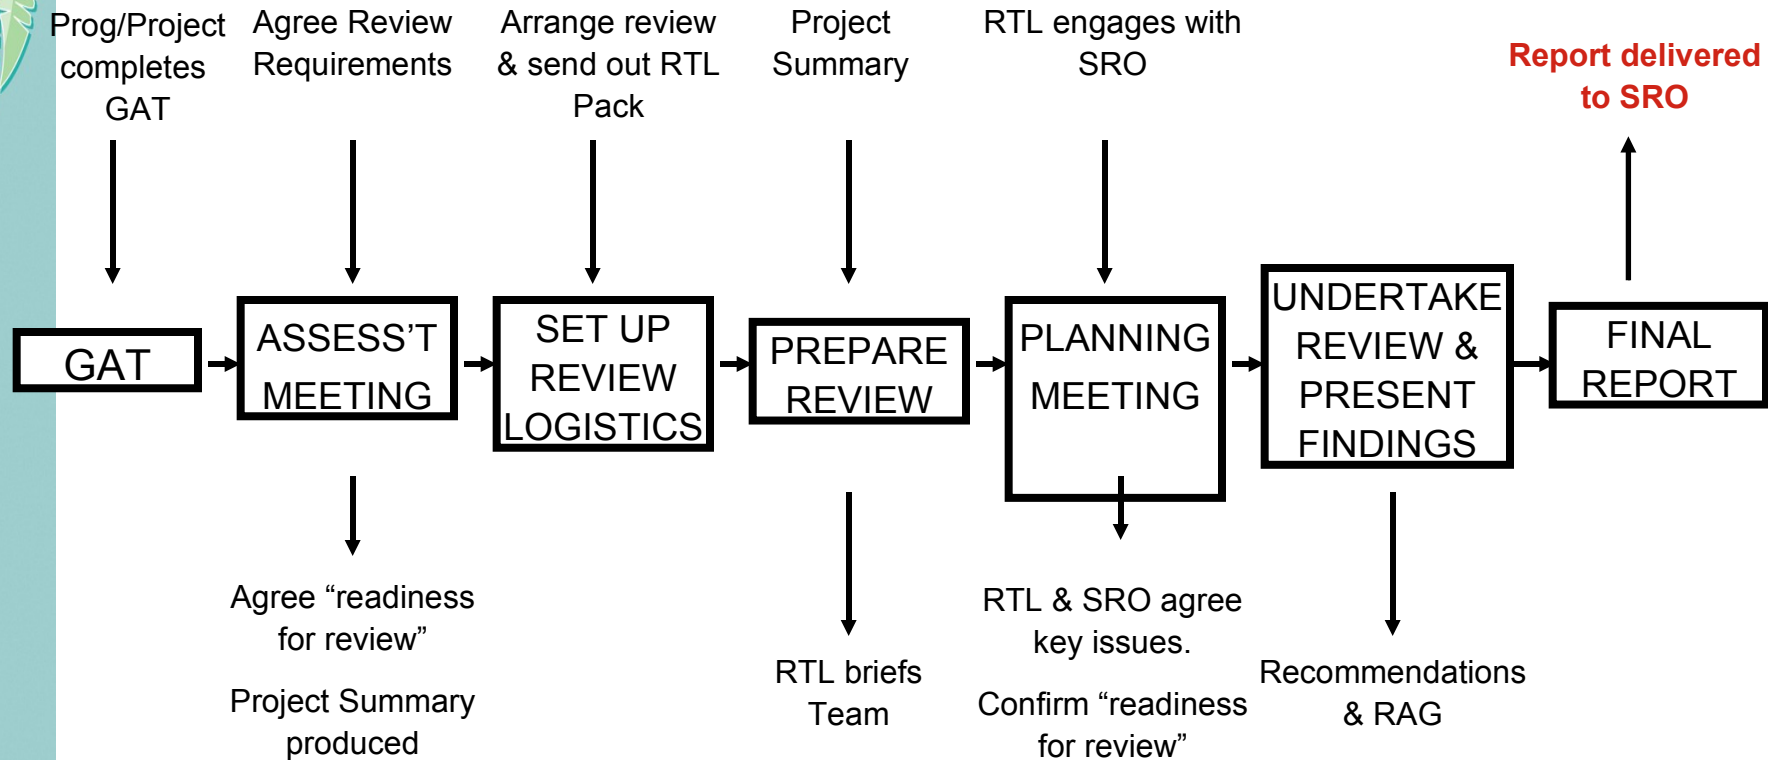 Prog/Project
completes
GAT
Agree Review
Requirements
Arrange review
& send out RTL
Pack
Project
Summary
RTL engages with
SRO
Report delivered
to SRO
GAT
ASSESS’T
MEETING
SET UP
REVIEW
LOGISTICS
PREPARE
REVIEW
PLANNING
MEETING
UNDERTAKE
REVIEW &
PRESENT
FINDINGS
FINAL
REPORT
Agree “readiness
for review”
Project Summary
produced
RTL briefs
Team
RTL & SRO agree
key issues.
Confirm “readiness
for review”
Recommendations
& RAG